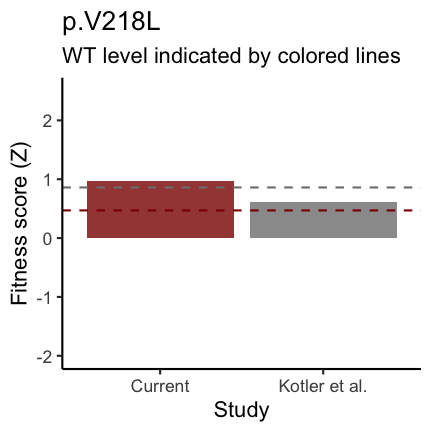 p.V218L
WT level indicated by colored lines
Fitness score (Z)
2
1
0
-1
-2
Current
Kotler et al.
Study